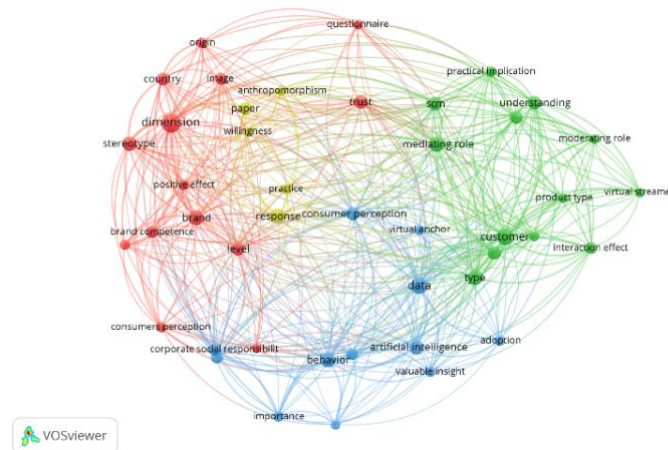 questionnaire
origin
practical implication
country
image
anthropomorphism
paper
trust
scm
understanding
dimension
willingness
stereotype
mediating role
moderating role
positive effect
practice
virtual streamer
product type
brand
response
consumer perception
brand competence
virtual anchor
customer
level
interaction effect
type
data
consumers perception
adoption
corporate social responsibilit
artificial intelligence
behavior
valuable insight
importance
VOSviewer